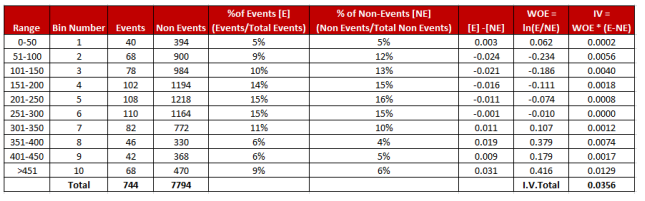 %of Events [E] % of Non-Events [NE] WOE = IV =
Range Bin Number Events Non Events (Events/Total Events) (Non Events/Total Non Events) [E] -[NE] ln(E/NE) WOE * (E-NE)
0-50 1 40 394 5% 5% 0.003 0.062 0.0002
51-100 2 68 900 9% 12% -0.024 -0.234 0.0056
101-150 3 78 984 10% 13% -0.021 -0.186 0.0040
151-200 4 102 1194 14% 15% -0.016 -0.111 0.0018
201-250 5 108 1218 15% 16% -0.011 -0.074 0.0008
251-300 6 110 1164 15% 15% -0.001 -0.010 0.0000
301-350 7 82 772 11% 10% 0.011 0.107 0.0012
351-400 8 46 330 6% 4% 0.019 0.379 0.0074
401-450 9 42 368 6% 5% 0.009 0.179 0.0017
>451 10 68 470 9% 6% 0.031 0.416 0.0129
Total 744 7794 I.V.Total 0.0356